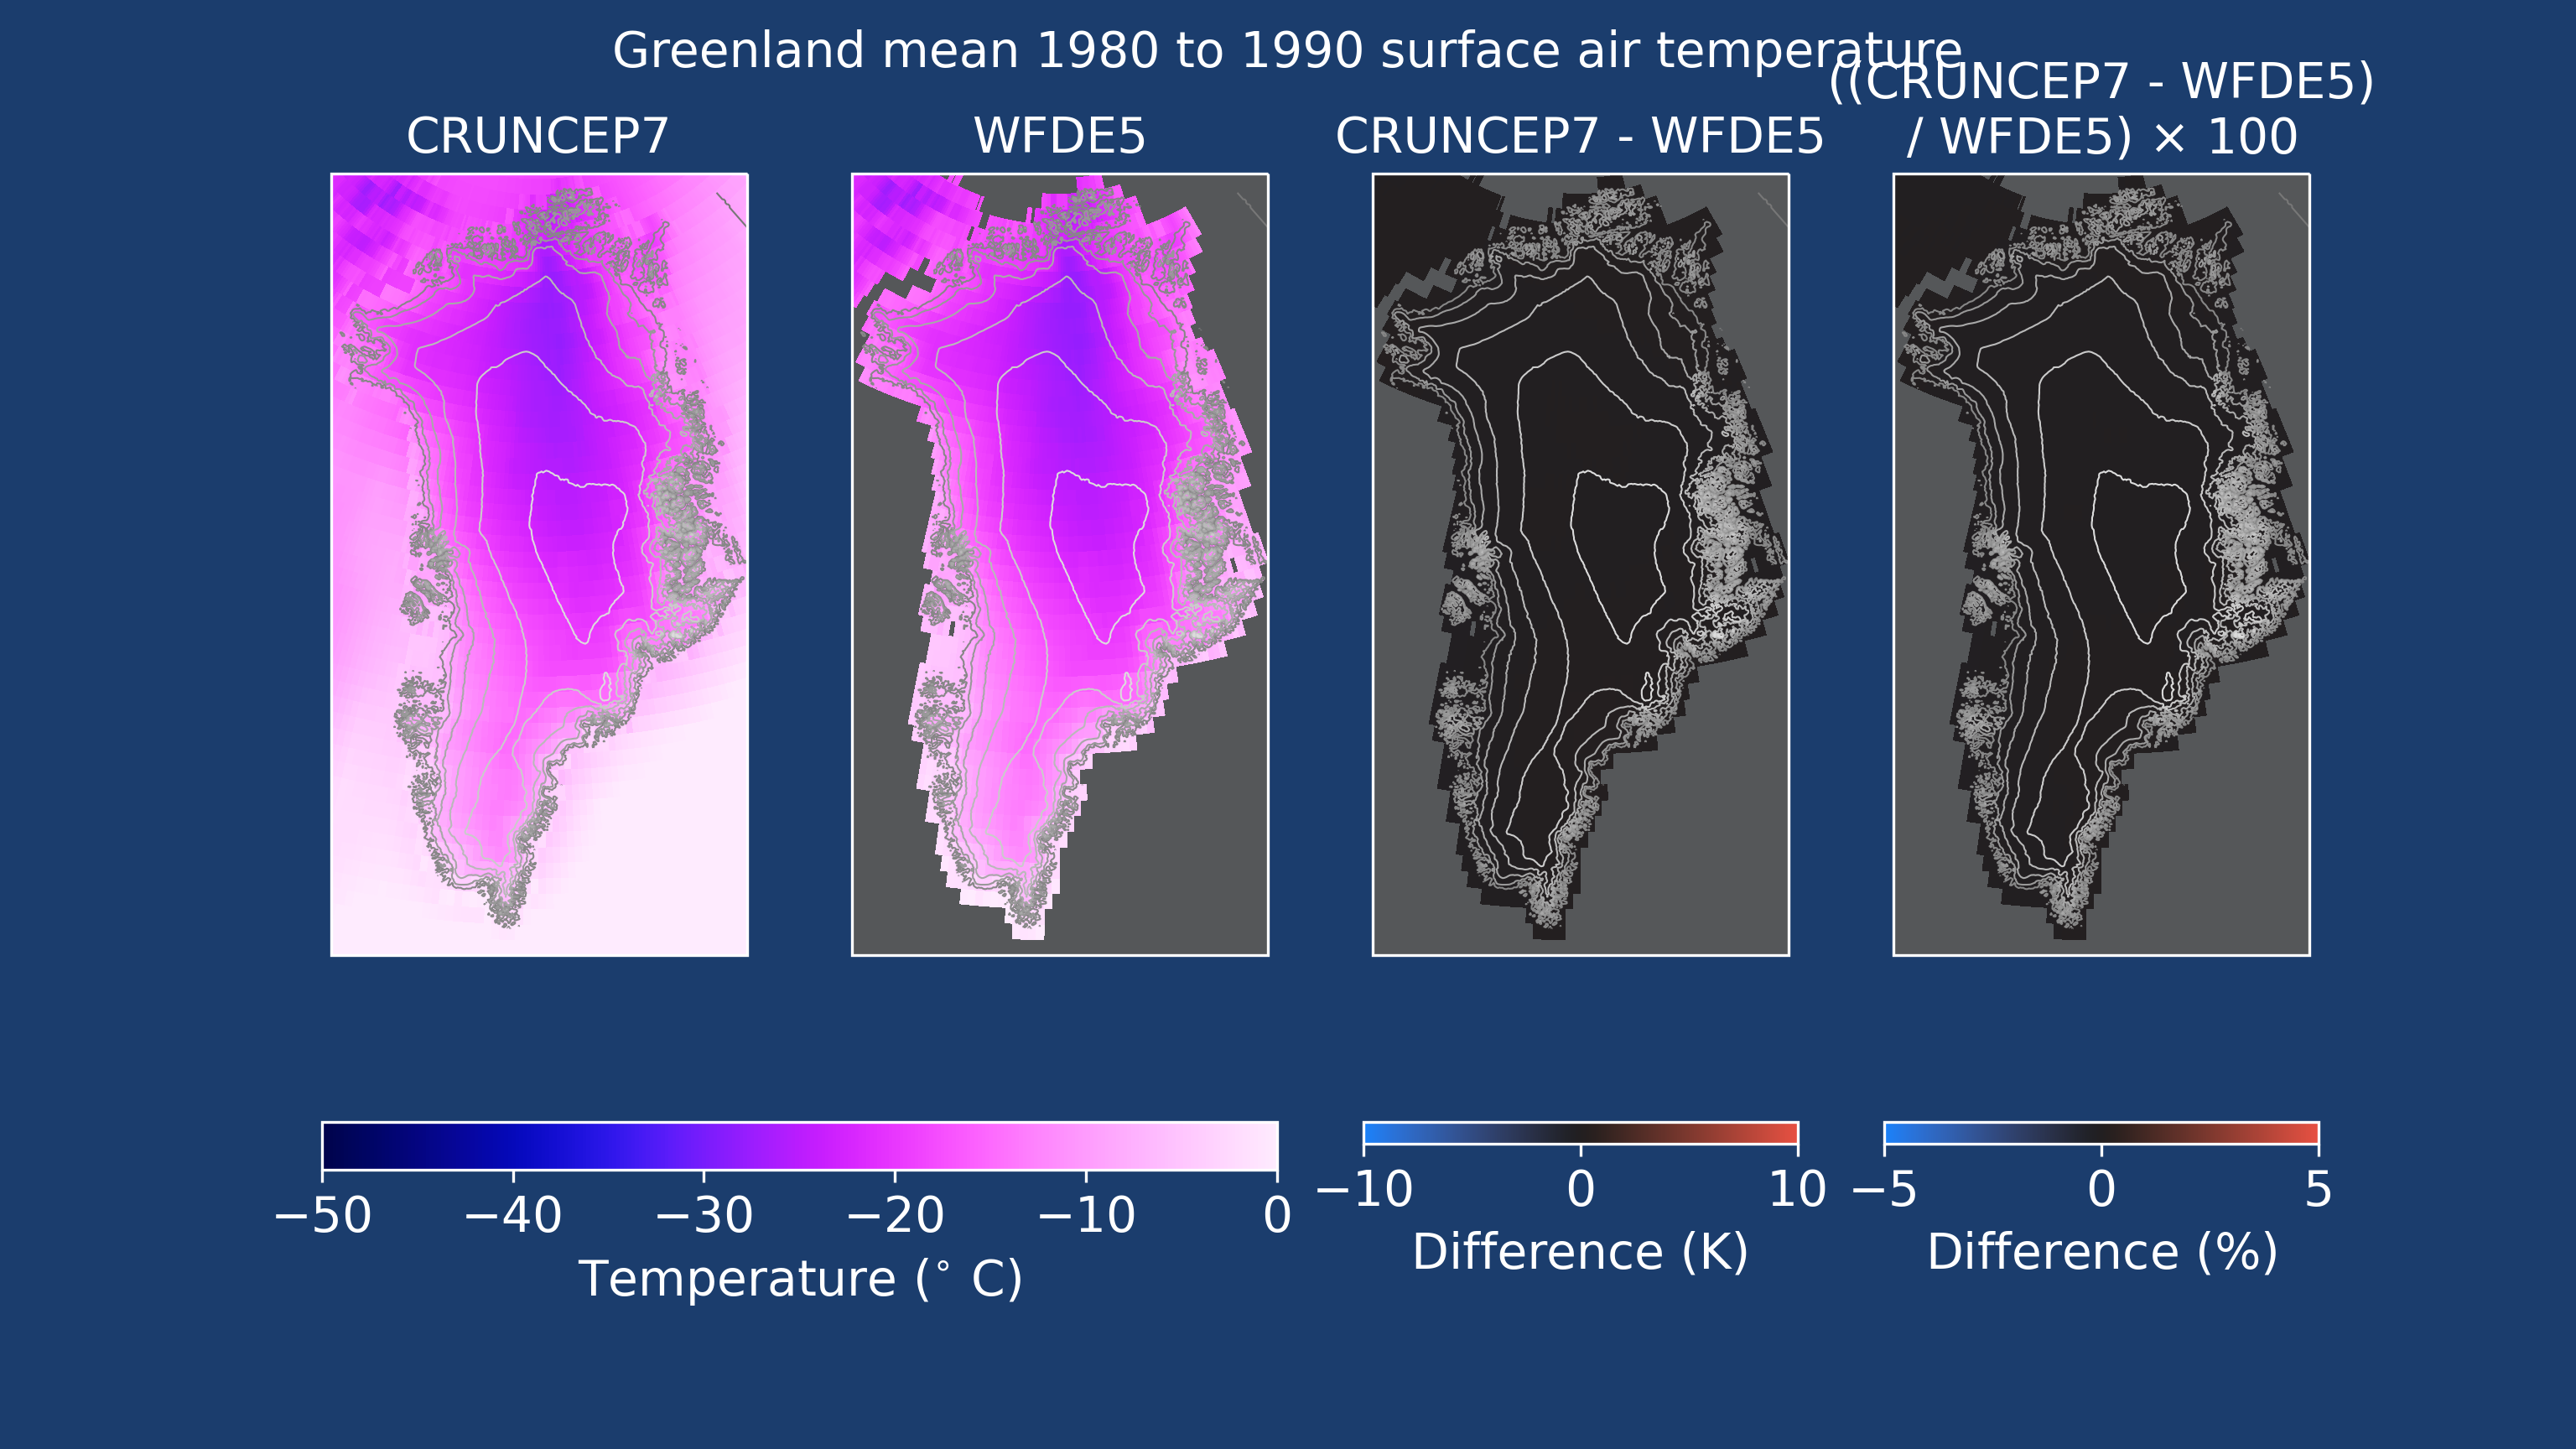 Greenland mean 1980 to 1990 surface air temperature
CRUNCEP7
WFDE5
CRUNCEP7 - WFDE5
((CRUNCEP7 - WFDE5)
/ WFDE5) × 100
−50 −40 −30 −20 −10 0
Temperature (° C)
−10 0 10
Difference (K)
−5 0 5
Difference (%)